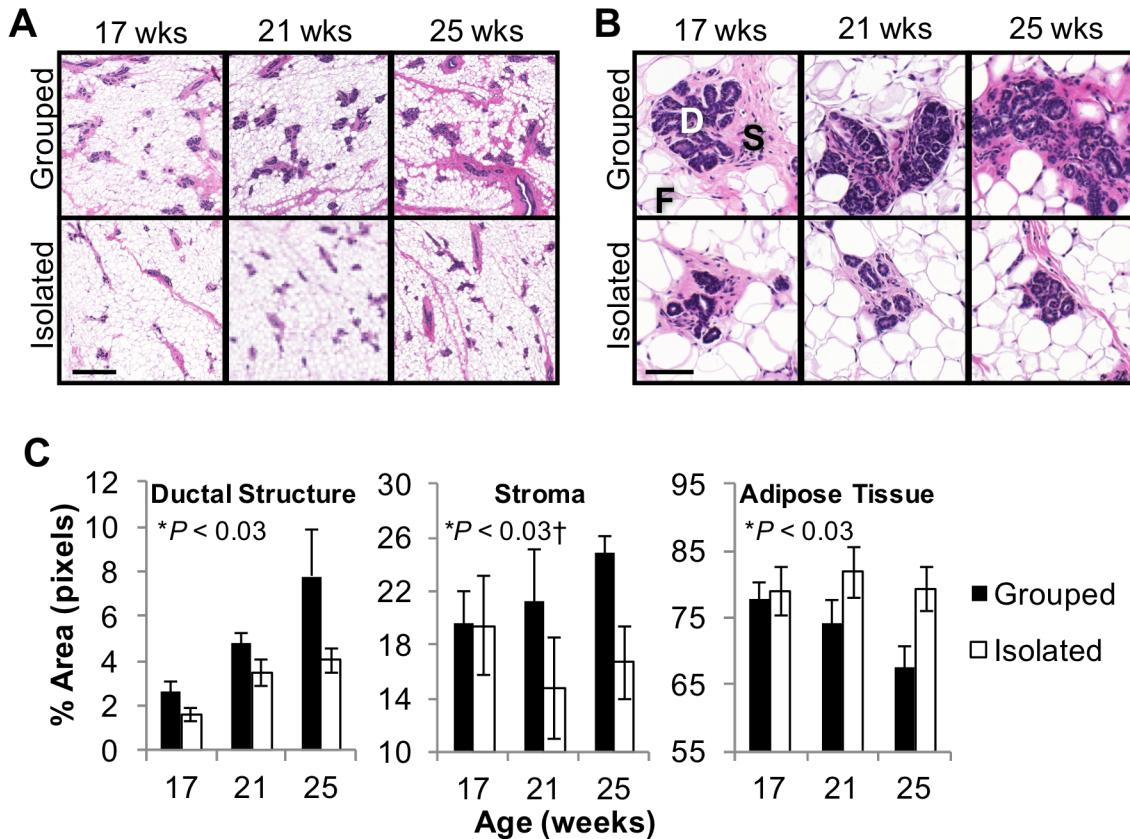 A
17 wks 21 wks 25 wks
Grouped
Isolated
B
17 wks 21 wks 25 wks
Grouped
Isolated
D
S
F
C
% Area (pixels)
Ductal Structure
*P < 0.03
12
10
8
6
4
2
0
17 21 25
Stroma
*P < 0.03†
30
26
22
18
14
10
17 21 25
Adipose Tissue
*P < 0.03
95
85
75
65
55
17 21 25
Age (weeks)
Grouped
Isolated